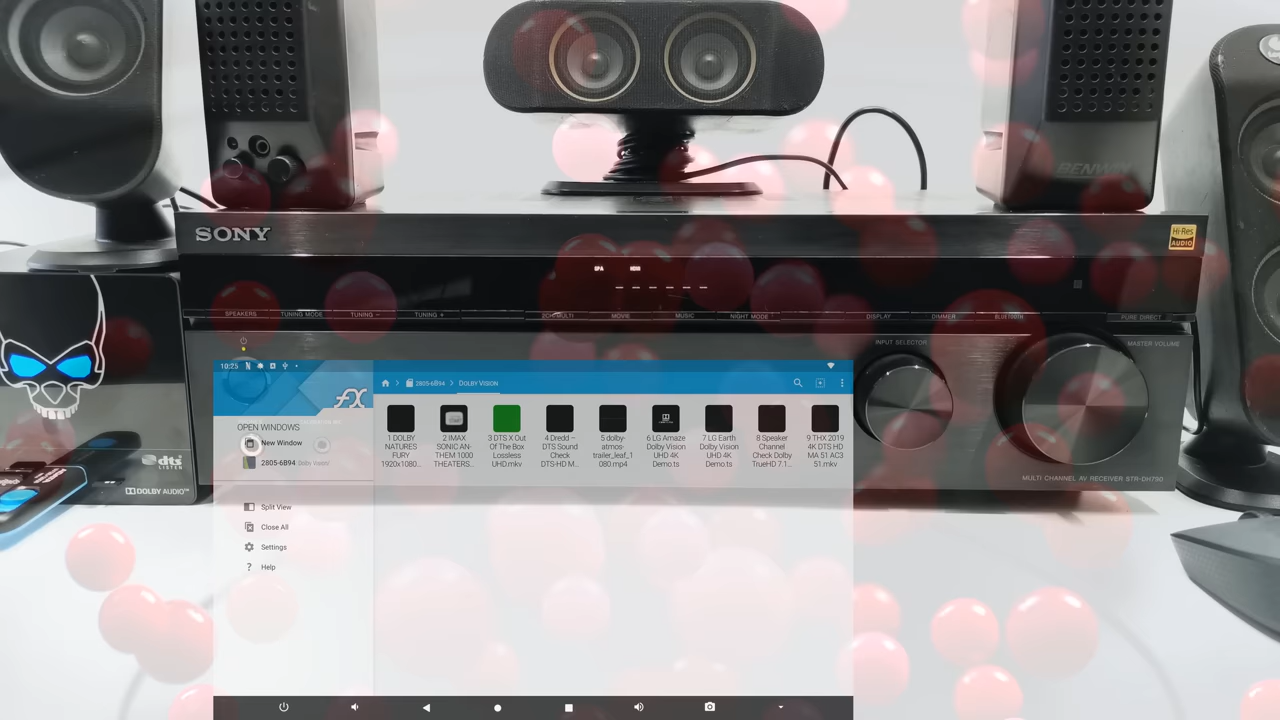 BENWIN
SONY
Hi-Res
AUDIO
SPEAKERS
TUNING MODE
TUNING −
TUNING +
2CH/MULTI
MOVIE
MUSIC
NIGHT MODE
DISPLAY
DIMMER
BLUETOOTH
PURE DIRECT
INPUT SELECTOR
MASTER VOLUME
MULTI CHANNEL AV RECEIVER STR-DH790
dts
LISTEN
DOLBY AUDIO™
10:25
fX
2805-6B94
DOLBY VISION
OPEN WINDOWS
New Window
2805-6B94 Dolby Vision/
Split View
Close All
Settings
? Help
1 DOLBY
NATURES
FURY
1920x1080...
2 IMAX
SONIC AN-
THEM 1000
THEATERS...
3 DTS X Out
Of The Box
Lossless
UHD.mkv
4 Dredd –
DTS Sound
Check
DTS-HD M...
5 dolby-
atmos-
trailer_leaf_1
080.mp4
6 LG Amaze
Dolby Vision
UHD 4K
Demo.ts
7 LG Earth
Dolby Vision
UHD 4K
Demo.ts
8 Speaker
Channel
Check Dolby
TrueHD 7.1...
9 THX 2019
4K DTS-HD
MA 51 AC3
51.mkv